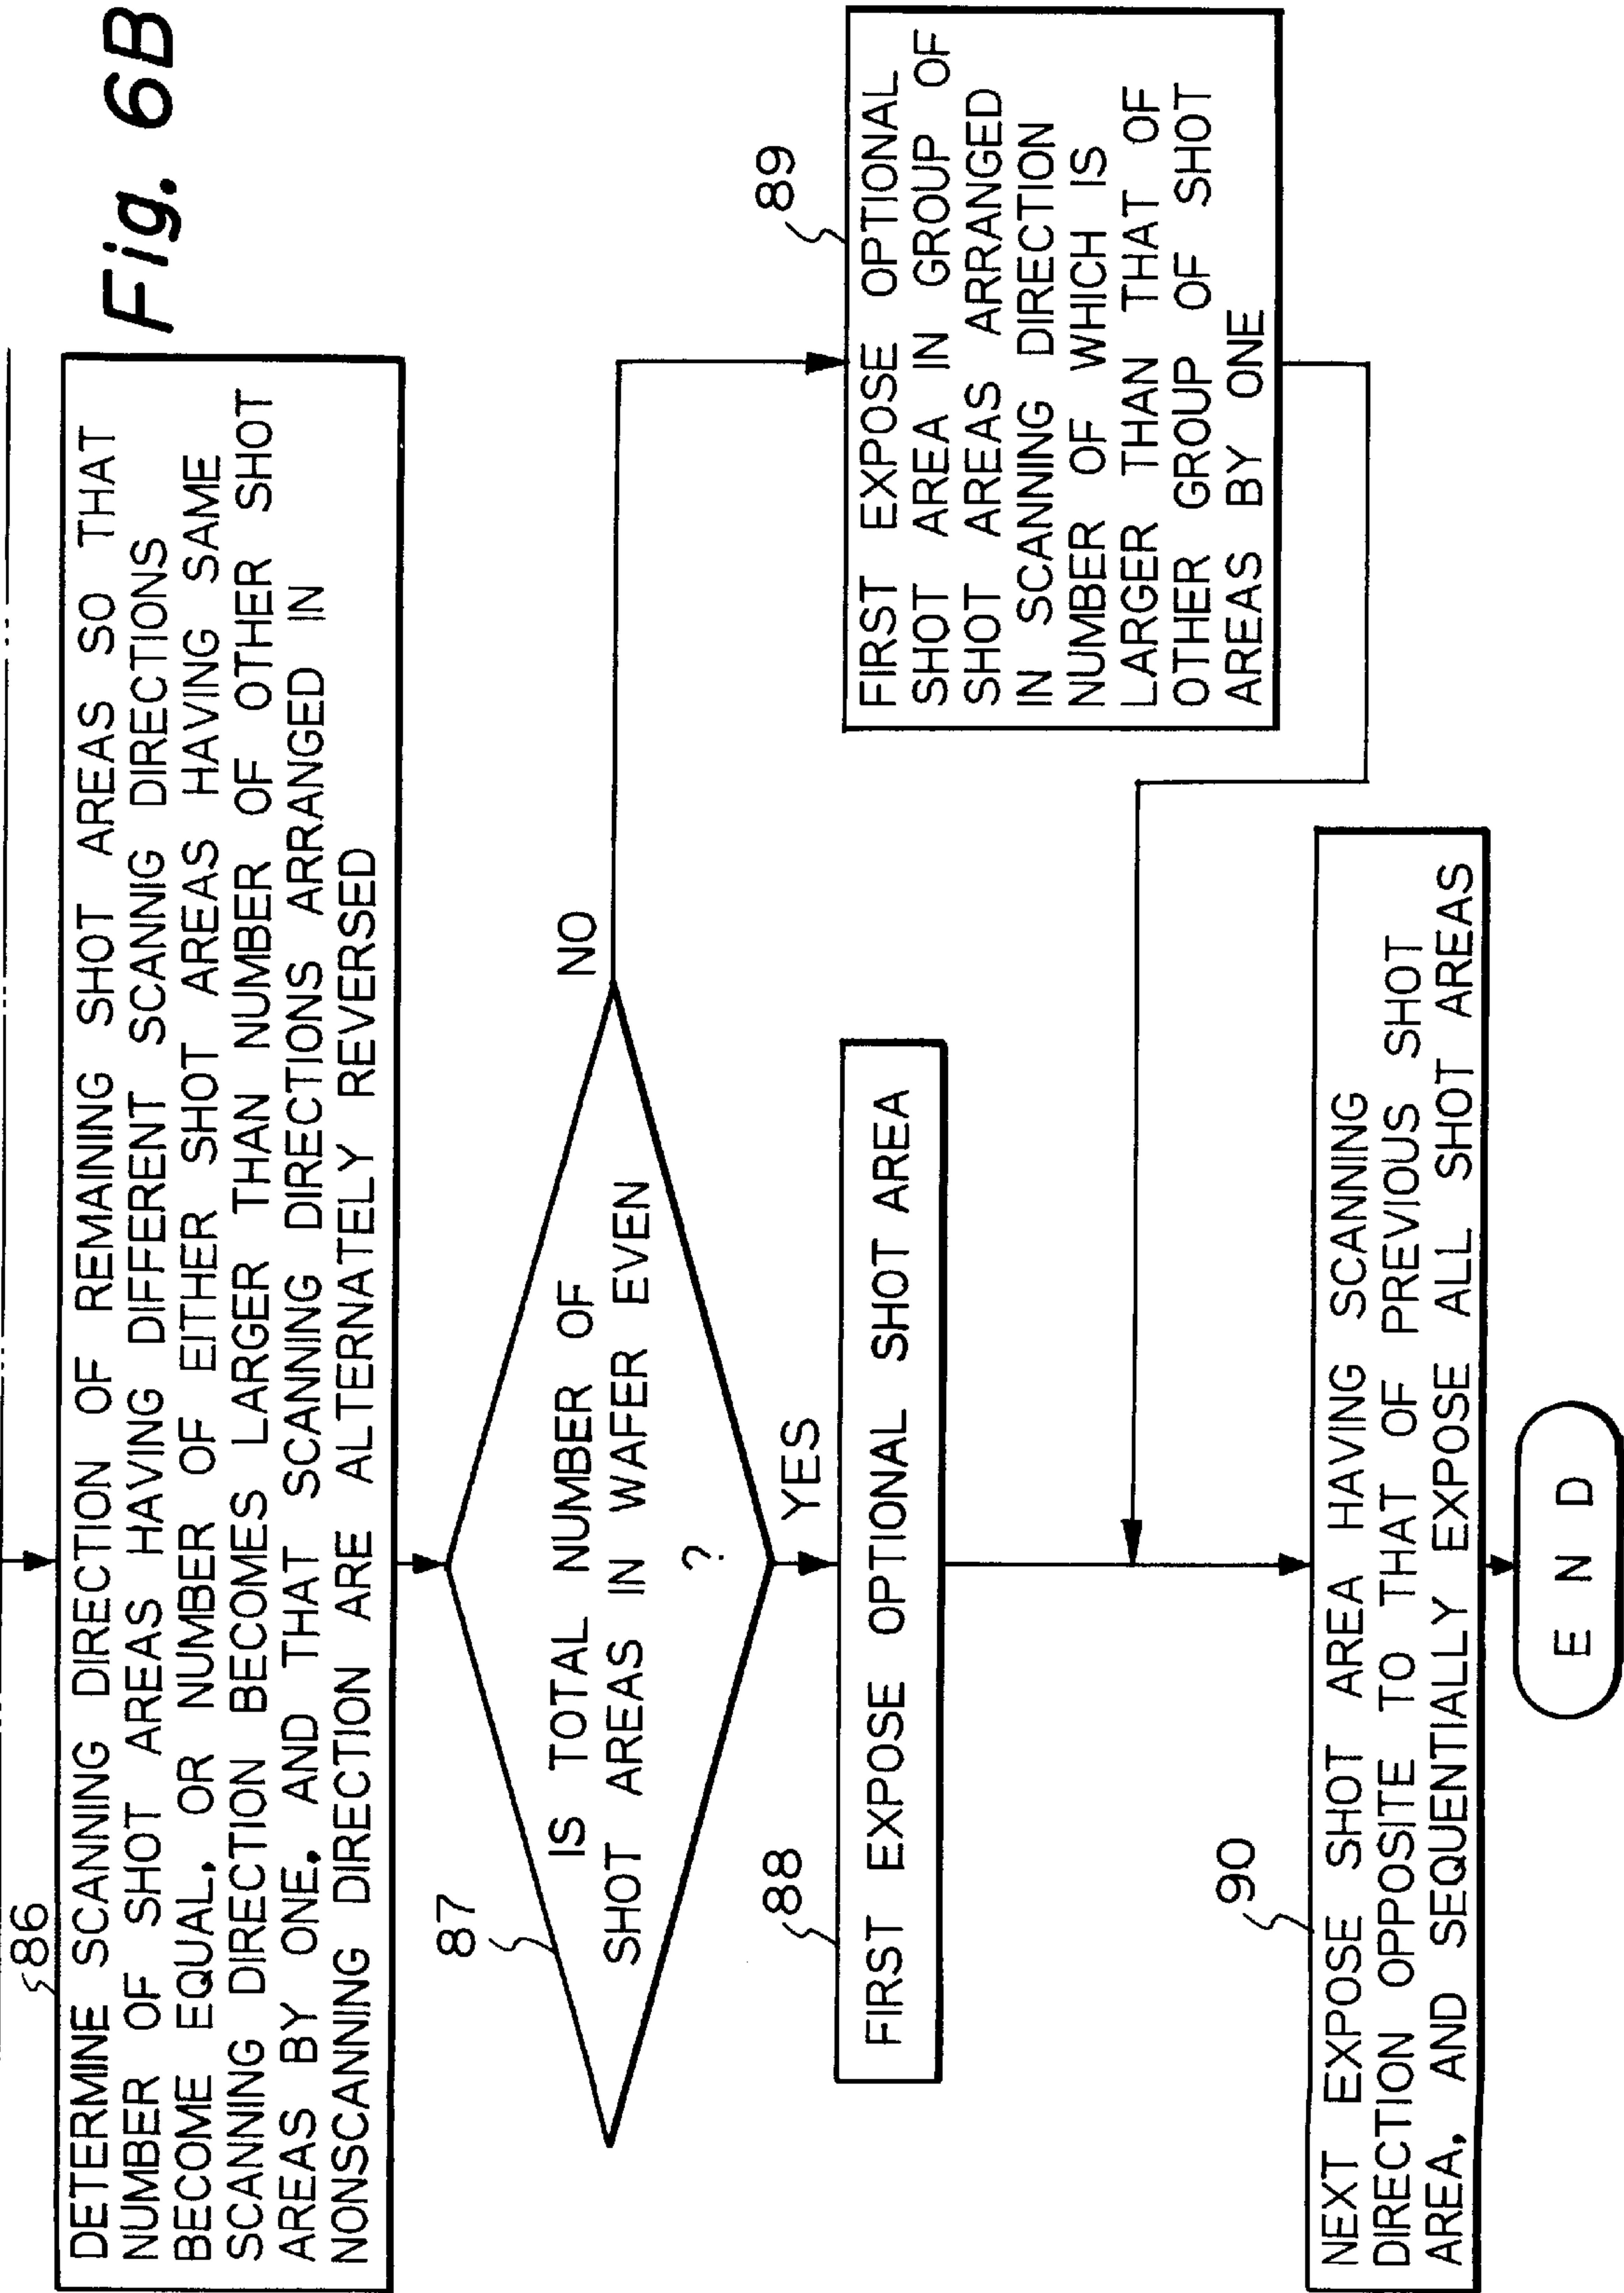 Fig. 6B
86
DETERMINE SCANNING DIRECTION OF REMAINING SHOT AREAS SO THAT
NUMBER OF SHOT AREAS HAVING DIFFERENT SCANNIG DIRECTIONS
BECOME EQUAL, OR NUMBER OF EITHER SHOT AREAS HAVING SAME
SCANNING DIRECTION BECOMES LARGER THAN NUMBER OF OTHER SHOT
AREAS BY ONE, AND THAT SCANNING DIRECTIONS ARRANGED IN
NONSCANNING DIRECTION ARE ALTERNATELY REVERSED
87
IS TOTAL NUMBER OF
SHOT AREAS IN WAFER EVEN
?
NO
YES
88
FIRST EXPOSE OPTIONAL SHOT AREA
89
FIRST EXPOSE OPTIONAL
SHOT AREA IN GROUP OF
SHOT AREAS ARRANGED
IN SCANNING DIRECTION
NUMBER OF WHICH IS
LARGER THAN THAT OF
OTHER GROUP OF SHOT
AREAS BY ONE
90
NEXT EXPOSE SHOT AREA HAVING SCANNING
DIRECTION OPPOSITE TO THAT OF PREVIOUS SHOT
AREA, AND SEQUENTIALLY EXPOSE ALL SHOT AREAS
END